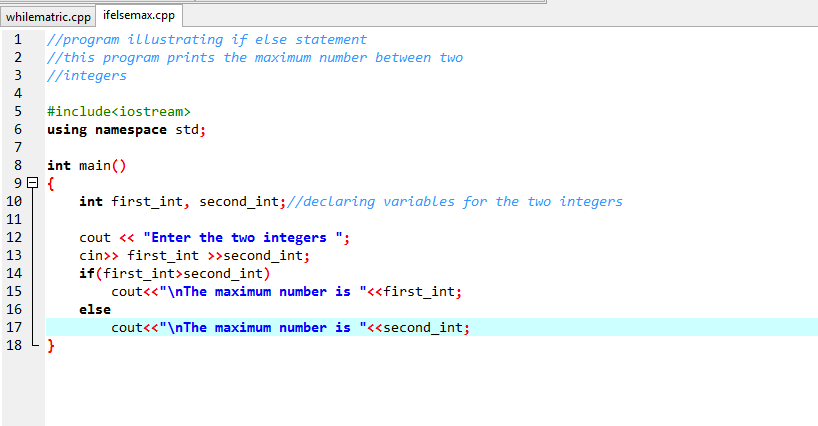 whilematric.cpp ifelsemax.cpp
1 //program illustrating if else statement
2 //this program prints the maximum number between two
3 //integers
4
5 #include<iostream>
6 using namespace std;
7
8 int main()
9 {
10 int first_int, second_int;//declaring variables for the two integers
11
12 cout << "Enter the two integers ";
13 cin>> first_int >>second_int;
14 if(first_int>second_int)
15 cout<<"\nThe maximum number is "<<first_int;
16 else
17 cout<<"\nThe maximum number is "<<second_int;
18 }